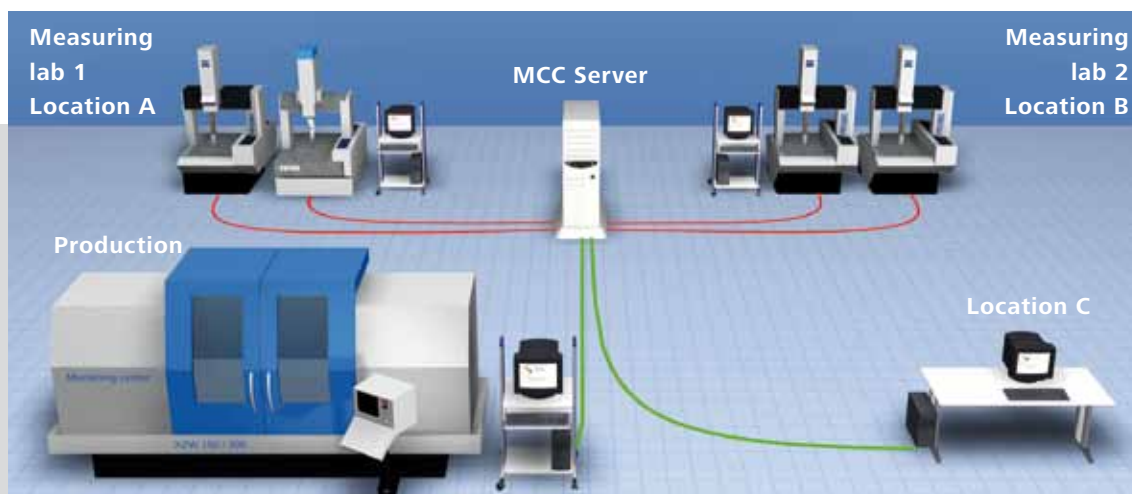 Measuring
lab 1
Location A
MCC Server
Measuring
lab 2
Location B
Production
Location C